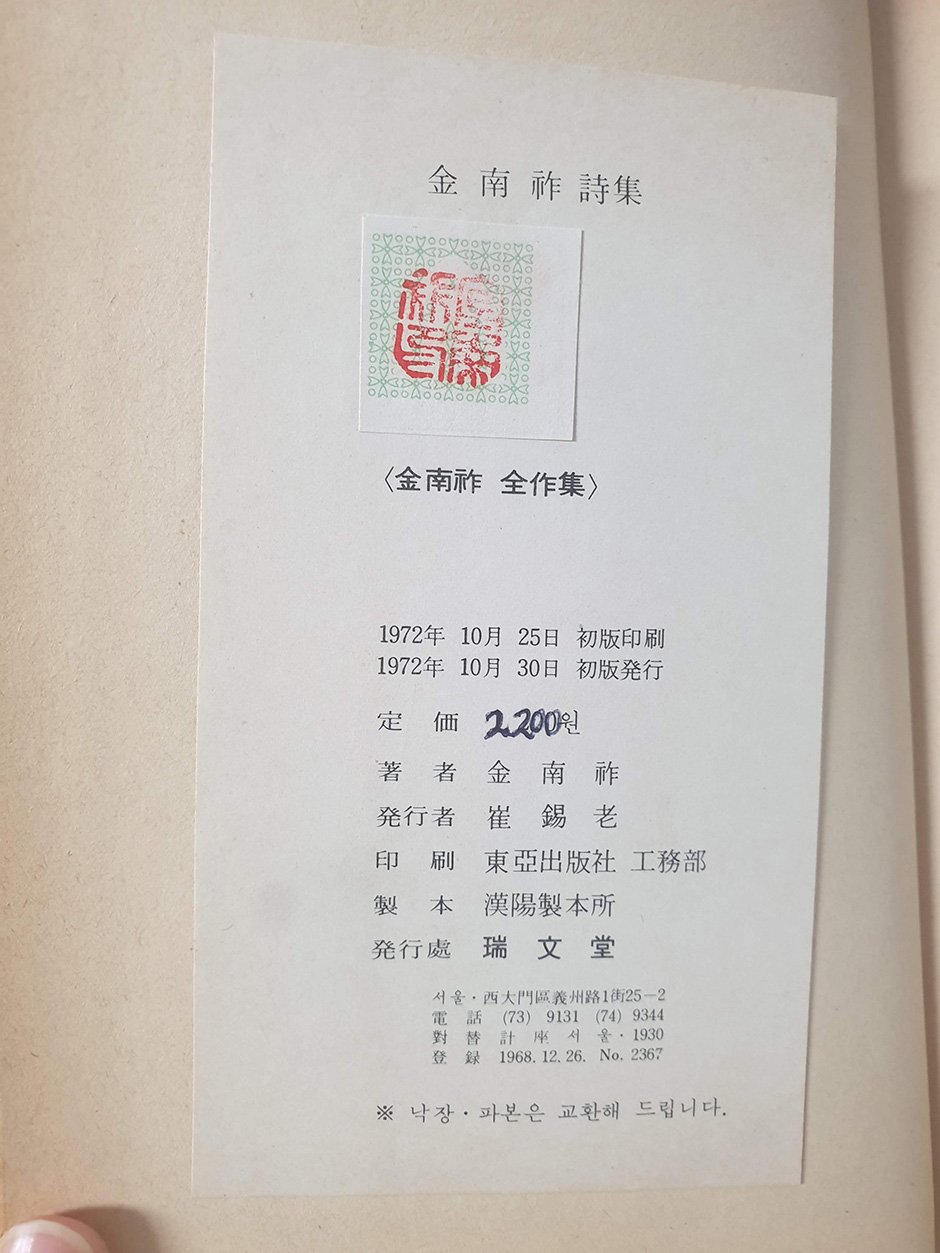 金 南 祚 詩集
〈金南祚 全作集〉
1972年 10月 25日 初版印刷
1972年 10月 30日 初版発行
定 価 2,200원
著 者 金 南 祚
発行者 崔 錫 老
印 刷 東亞出版社 工務部
製 本 漢陽製本所
発行處 瑞 文 堂
서울·西大門區義州路1街25−2
電 話 (73) 9131 (74) 9344
對 替 計 座 서 울·1930
登 録 1968. 12. 26. No. 2367
※ 낙장·파본은 교환해 드립니다.